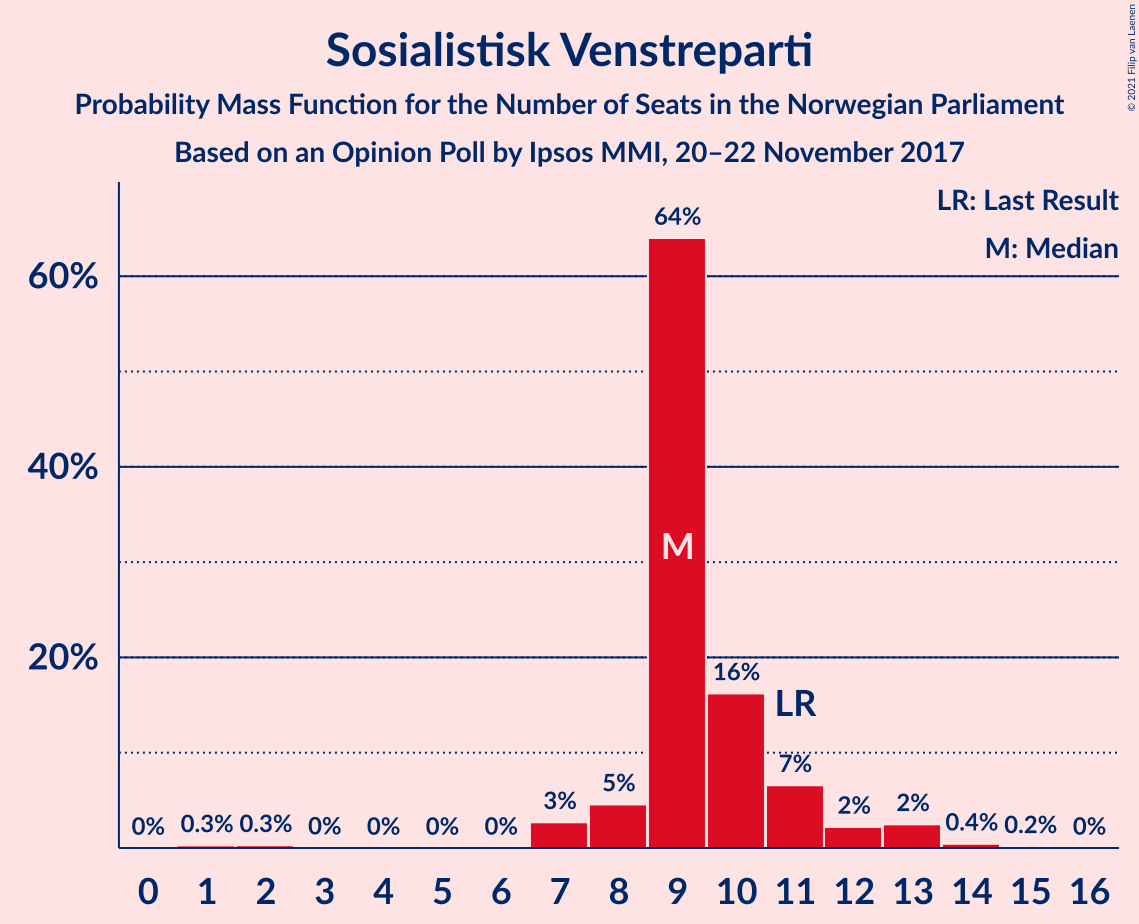 Sosialistisk Venstreparti
Probability Mass Function for the Number of Seats in the Norwegian Parliament
Based on an Opinion Poll by Ipsos MMI, 20–22 November 2017
© 2021 Filip van Laenen
LR: Last Result
M: Median
60%
40%
20%
0% 0.3% 0.3% 0% 0% 0% 0% 3% 5% 64% 16% 7% 2% 2% 0.4% 0.2% 0%
M
LR
0 1 2 3 4 5 6 7 8 9 10 11 12 13 14 15 16